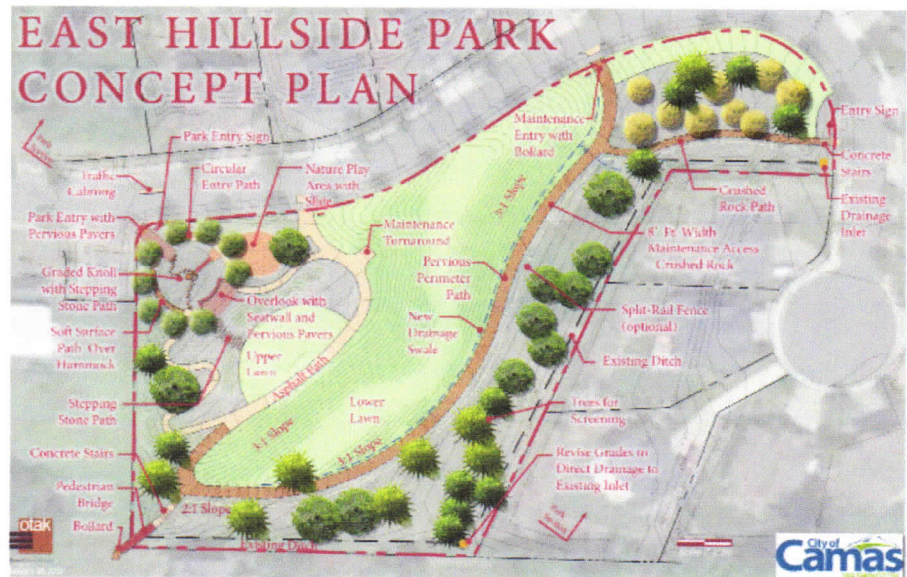 EAST HILLSIDE PARK
CONCEPT PLAN
Park Entry Sign
Traffic
Calming
Circular
Entry Path
Nature Play
Area with
Slide
Park Entry with
Pervious Pavers
Graded Knoll
with Stepping
Stone Path
Soft Surface
Path Over
Hummock
Stepping
Stone Path
Concrete Stairs
Pedestrian
Bridge
Bollard
Overlook with
Seatwall and
Pervious Pavers
Upper
Lawn
Asphalt Path
Maintenance
Turnaround
Maintenance
Entry with
Bollard
3:1 Slope
Pervious
Perimeter
Path
New
Drainage
Swale
Lower
Lawn
3:1 Slope
3:1 Slope
2:1 Slope
Existing Ditch
Entry Sign
Concrete
Stairs
Existing
Drainage
Inlet
Crushed
Rock Path
8' Ft. Width
Maintenance Access
Crushed Rock
Split-Rail Fence
(optional)
Existing Ditch
Trees for
Screening
Revise Grades to
Direct Drainage to
Existing Inlet
Park
Park
otak
City of
Camas